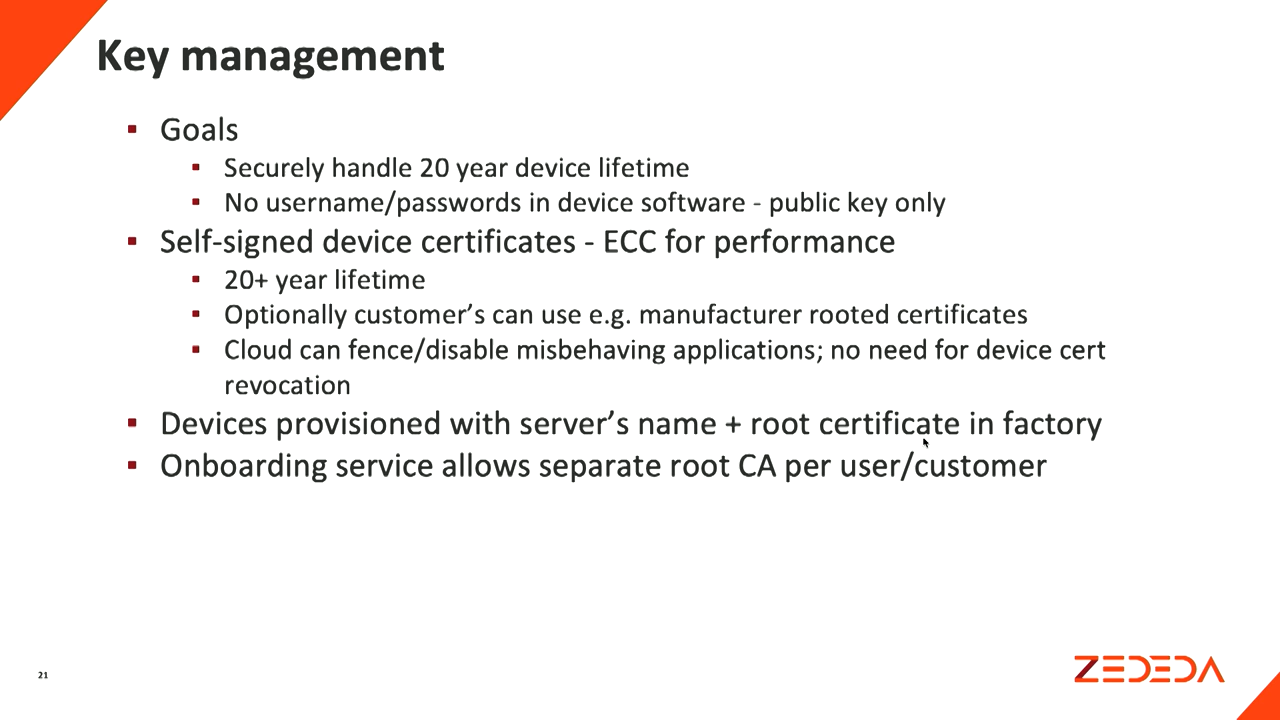 Key management
Goals
Securely handle 20 year device lifetime
No username/passwords in device software - public key only
Self-signed device certificates - ECC for performance
20+ year lifetime
Optionally customer’s can use e.g. manufacturer rooted certificates
Cloud can fence/disable misbehaving applications; no need for device cert
revocation
Devices provisioned with server’s name + root certificate in factory
Onboarding service allows separate root CA per user/customer
21
ZEDEDA